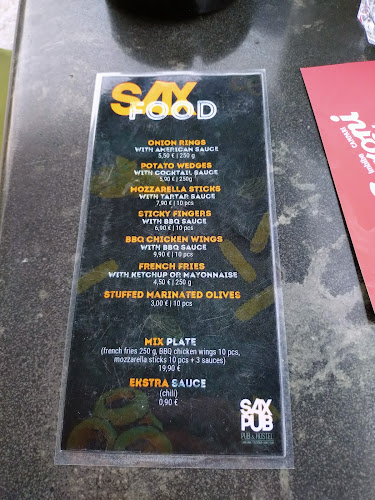 SAX
FOOD
ONION RINGS
WITH AMERICAN SAUCE
5,50 € | 250 g
POTATO WEDGES
WITH COCKTAIL SAUCE
5,90 € | 250g
MOZZARELLA STICKS
WITH TARTAR SAUCE
7,90 € | 10 pcs
STICKY FINGERS
WITH BBQ SAUCE
6,90 € | 10 pcs
BBQ CHICKEN WINGS
WITH BBQ SAUCE
9,90 € | 10 pcs
FRENCH FRIES
WITH KETCHUP OR MAYONNAISE
4,50 € | 250 g
STUFFED MARINATED OLIVES
3,00 € | 10 pcs
MIX PLATE
(french fries 250 g, BBQ chicken wings 10 pcs,
mozzarella sticks 10 pcs + 3 sauces)
19,90 €
EKSTRA SAUCE
(chili)
0,90 €
SAX
PUB
PUB & HOSTEL